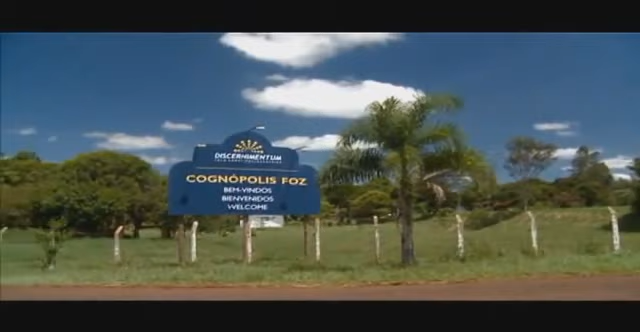 DISCERNIMENTUM
COGNÓPOLIS FOZ
BEM-VINDOS
BIENVENIDOS
WELCOME